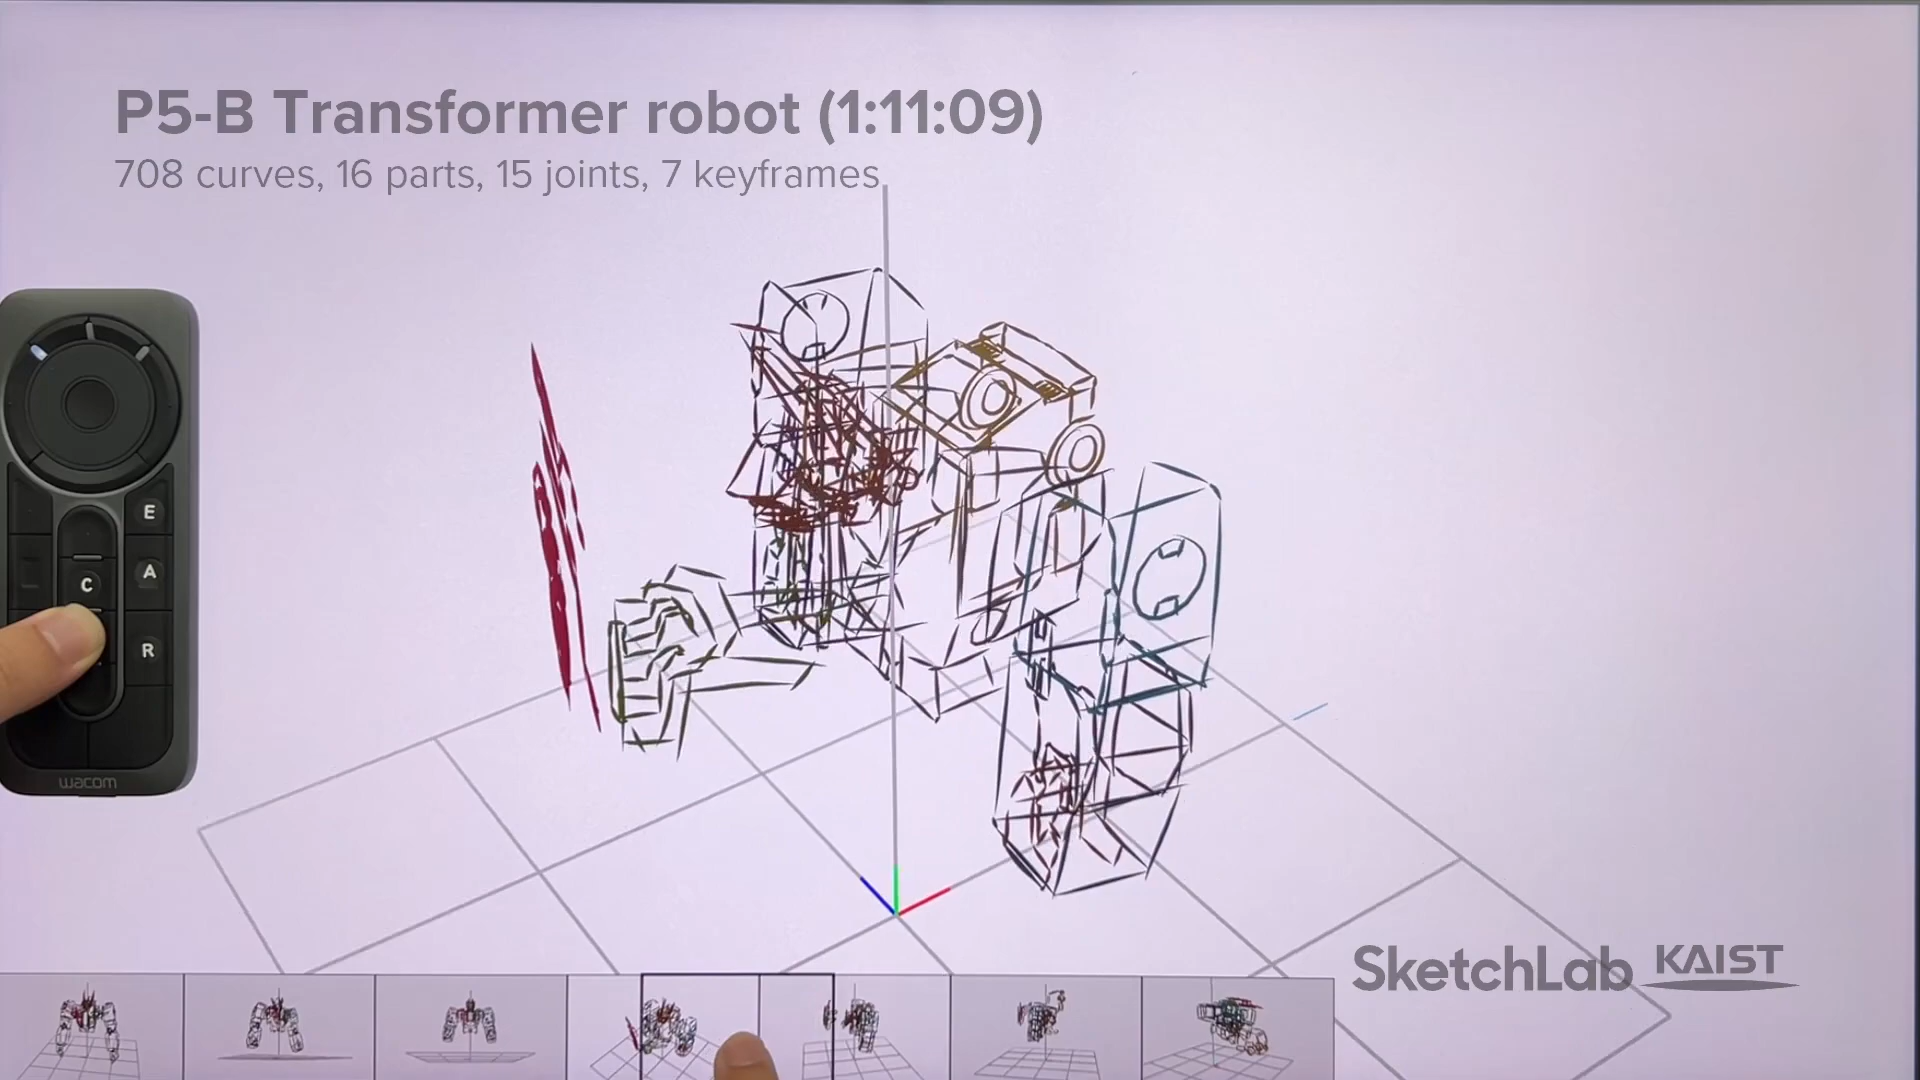 P5-B Transformer robot (1:11:09)
708 curves, 16 parts, 15 joints, 7 keyframes
E
C
A
R
wacom
SketchLab KAIST